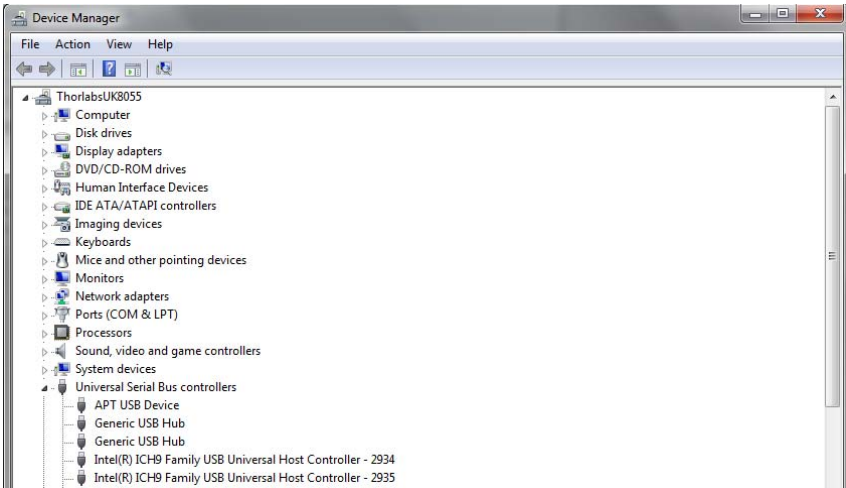 Device Manager
File Action View Help
ThorlabsUK8055
Computer
Disk drives
Display adapters
DVD/CD-ROM drives
Human Interface Devices
IDE ATA/ATAPI controllers
Imaging devices
Keyboards
Mice and other pointing devices
Monitors
Network adapters
Ports (COM & LPT)
Processors
Sound, video and game controllers
System devices
Universal Serial Bus controllers
APT USB Device
Generic USB Hub
Generic USB Hub
Intel(R) ICH9 Family USB Universal Host Controller - 2934
Intel(R) ICH9 Family USB Universal Host Controller - 2935